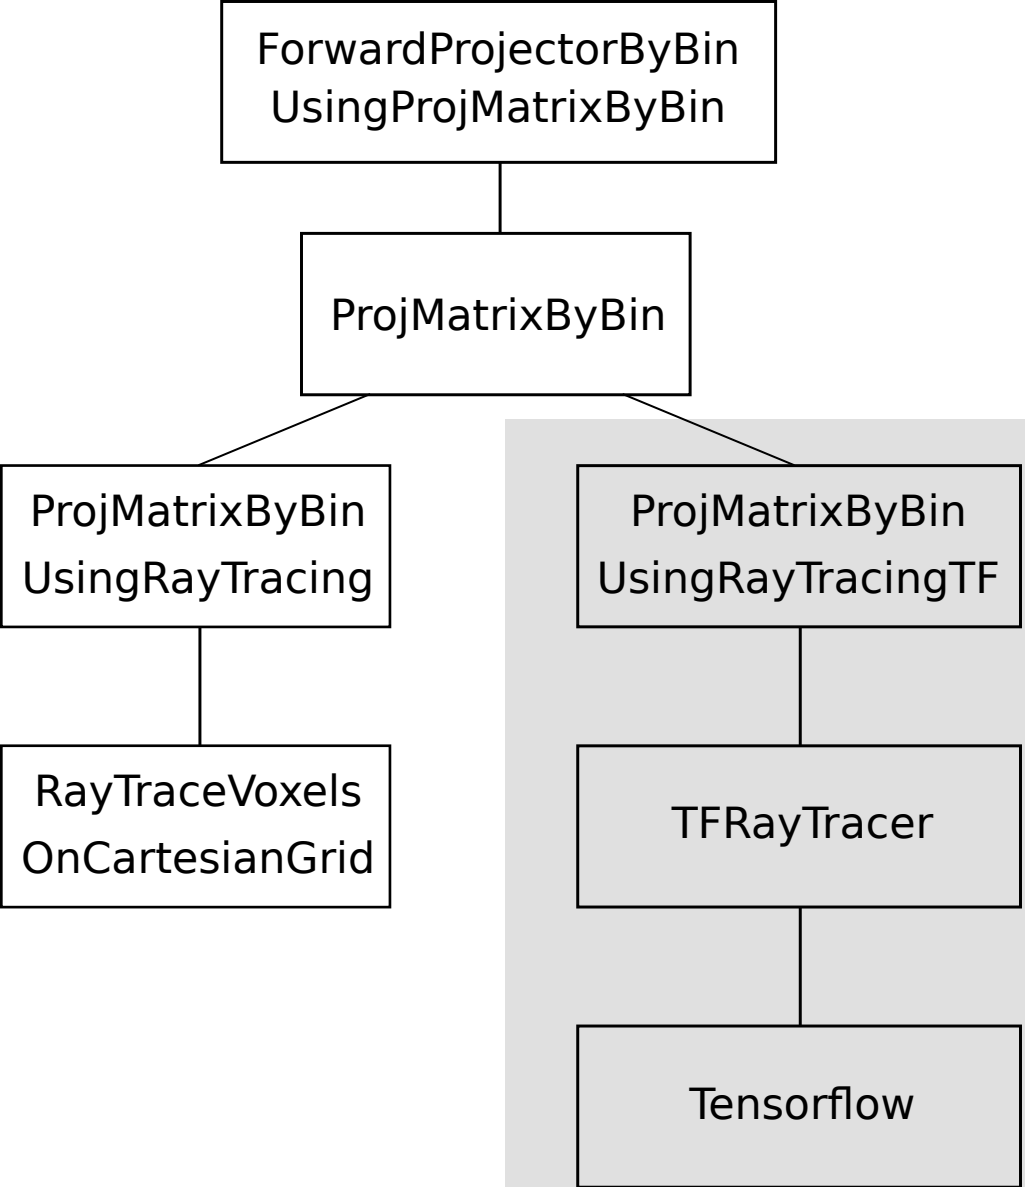 ForwardProjectorByBin
UsingProjMatrixByBin
ProjMatrixByBin
ProjMatrixByBin
UsingRayTracing
ProjMatrixByBin
UsingRayTracingTF
RayTraceVoxels
OnCartesianGrid
TFRayTracer
Tensorflow